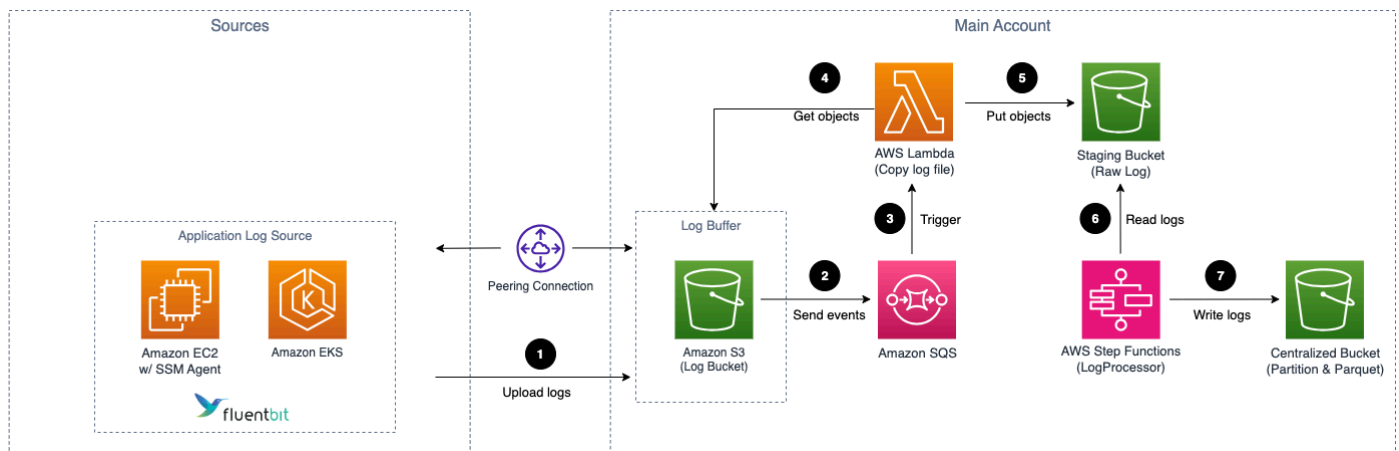 Sources
Application Log Source
Amazon EC2
w/ SSM Agent
Amazon EKS
fluentbit
Peering Connection
1
Upload logs
Main Account
Log Buffer
Amazon S3
(Log Bucket)
2
Send events
Amazon SQS
3
Trigger
4
Get objects
AWS Lambda
(Copy log file)
5
Put objects
Staging Bucket
(Raw Log)
6
Read logs
AWS Step Functions
(LogProcessor)
7
Write logs
Centralized Bucket
(Partition & Parquet)
K